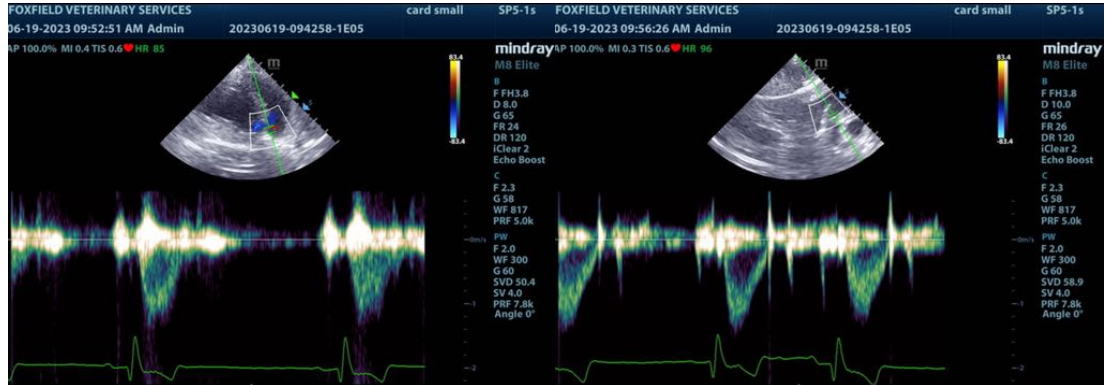 FOXFIELD VETERINARY SERVICES card small SP5-1s
06-19-2023 09:52:51 AM Admin 20230619-094258-1E05
AP 100.0% MI 0.4 TIS 0.6 HR 85
m
83.4
-83.4
mindray
M8 Elite
B
F FH3.8
D 8.0
G 65
FR 24
DR 120
iClear 2
Echo Boost
C
F 2.3
G 58
WF 817
PRF 5.0k
PW
F 2.0
WF 300
G 60
SVD 50.4
SV 4.0
PRF 7.8k
Angle 0°
0m/s
-1
-2
FOXFIELD VETERINARY SERVICES card small SP5-1s
06-19-2023 09:56:26 AM Admin 20230619-094258-1E05
AP 100.0% MI 0.3 TIS 0.6 HR 96
m
83.4
-83.4
mindray
M8 Elite
B
F FH3.8
D 10.0
G 65
FR 26
DR 120
iClear 2
Echo Boost
C
F 2.3
G 58
WF 817
PRF 5.0k
PW
F 2.0
WF 300
G 60
SVD 58.9
SV 4.0
PRF 7.8k
Angle 0°
0m/s
-1
-2